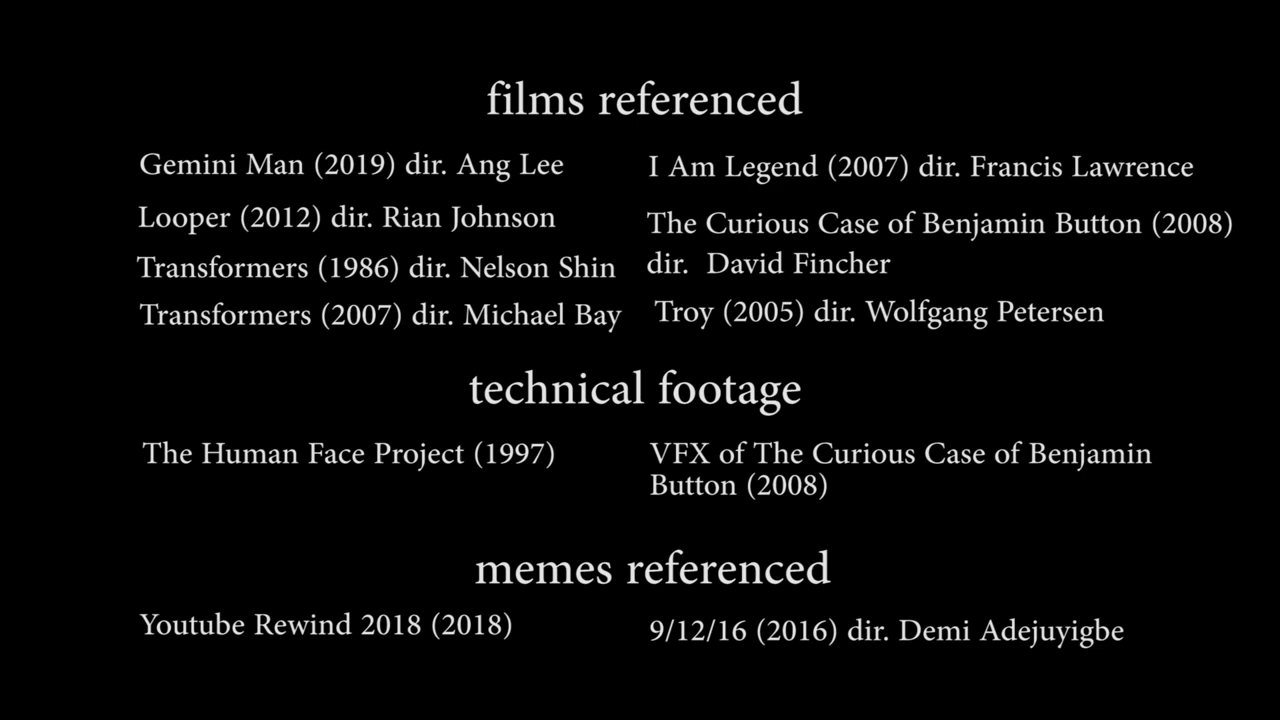 films referenced
Gemini Man (2019) dir. Ang Lee
Looper (2012) dir. Rian Johnson
Transformers (1986) dir. Nelson Shin
Transformers (2007) dir. Michael Bay
I Am Legend (2007) dir. Francis Lawrence
The Curious Case of Benjamin Button (2008)
dir. David Fincher
Troy (2005) dir. Wolfgang Petersen
technical footage
The Human Face Project (1997)
VFX of The Curious Case of Benjamin
Button (2008)
memes referenced
Youtube Rewind 2018 (2018)
9/12/16 (2016) dir. Demi Adejuyigbe